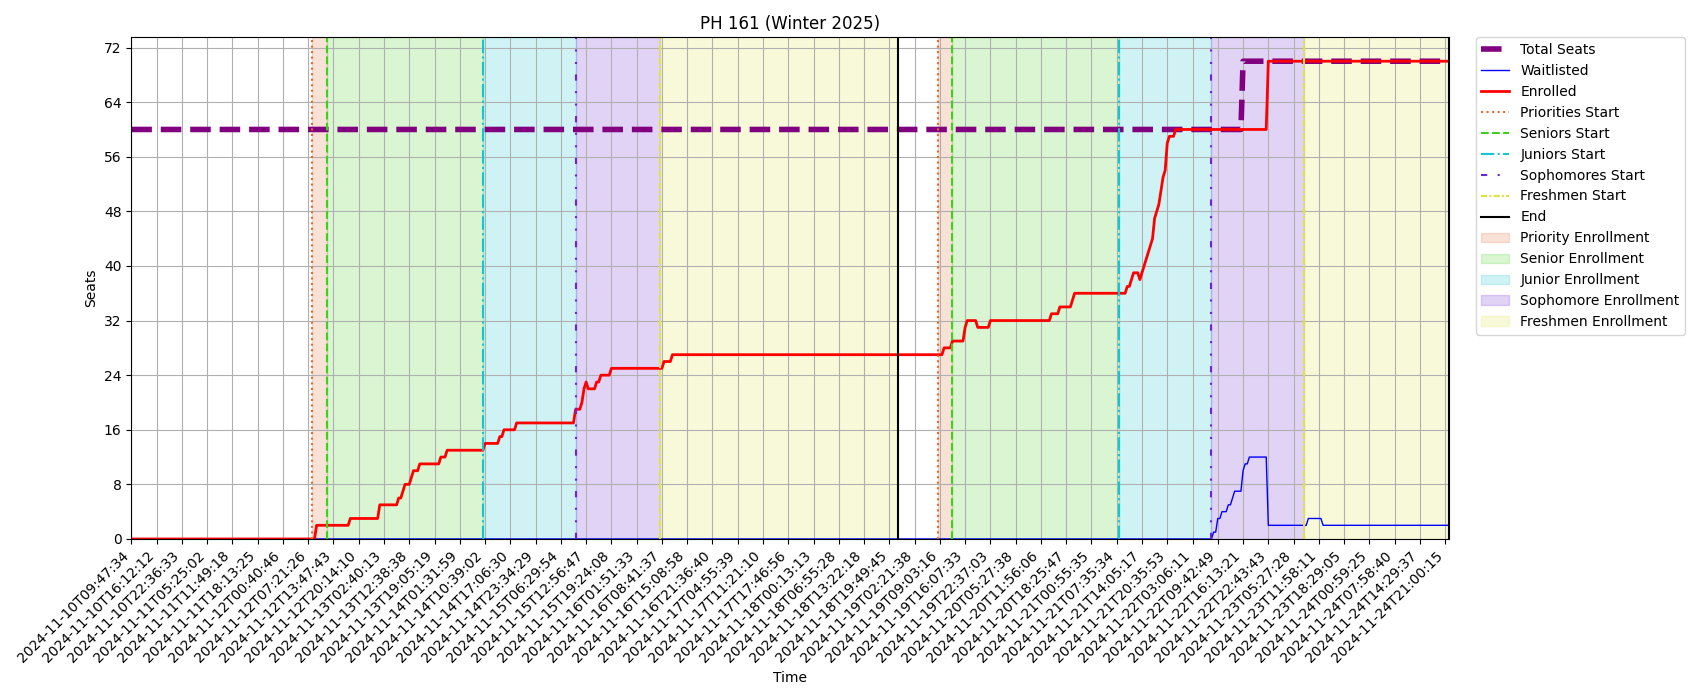 PH 161 (Winter 2025)
Seats
72
64
56
48
40
32
24
16
8
0
2024-11-10T09:47:34
2024-11-10T16:12:12
2024-11-10T22:36:33
2024-11-11T05:25:02
2024-11-11T11:49:18
2024-11-11T18:13:25
2024-11-12T00:40:46
2024-11-12T07:21:26
2024-11-12T13:47:43
2024-11-12T20:14:10
2024-11-13T02:40:13
2024-11-13T12:38:38
2024-11-13T19:05:19
2024-11-14T01:31:59
2024-11-14T10:39:02
2024-11-14T17:06:30
2024-11-14T23:34:29
2024-11-15T06:29:54
2024-11-15T12:56:47
2024-11-15T19:24:08
2024-11-16T01:51:33
2024-11-16T08:41:37
2024-11-16T15:08:58
2024-11-16T21:36:40
2024-11-17T04:55:39
2024-11-17T11:21:10
2024-11-17T17:46:56
2024-11-18T00:13:13
2024-11-18T06:55:28
2024-11-18T13:22:18
2024-11-18T19:49:45
2024-11-19T02:21:38
2024-11-19T09:03:16
2024-11-19T16:07:33
2024-11-19T22:37:03
2024-11-20T05:27:38
2024-11-20T11:56:06
2024-11-20T18:25:47
2024-11-21T00:55:35
2024-11-21T07:35:34
2024-11-21T14:05:17
2024-11-21T20:35:53
2024-11-22T03:06:11
2024-11-22T09:42:49
2024-11-22T16:13:21
2024-11-22T22:43:43
2024-11-23T05:27:28
2024-11-23T11:58:11
2024-11-23T18:29:05
2024-11-24T00:59:25
2024-11-24T07:58:40
2024-11-24T14:29:37
2024-11-24T21:00:15
Time
Total Seats
Waitlisted
Enrolled
Priorities Start
Seniors Start
Juniors Start
Sophomores Start
Freshmen Start
End
Priority Enrollment
Senior Enrollment
Junior Enrollment
Sophomore Enrollment
Freshmen Enrollment